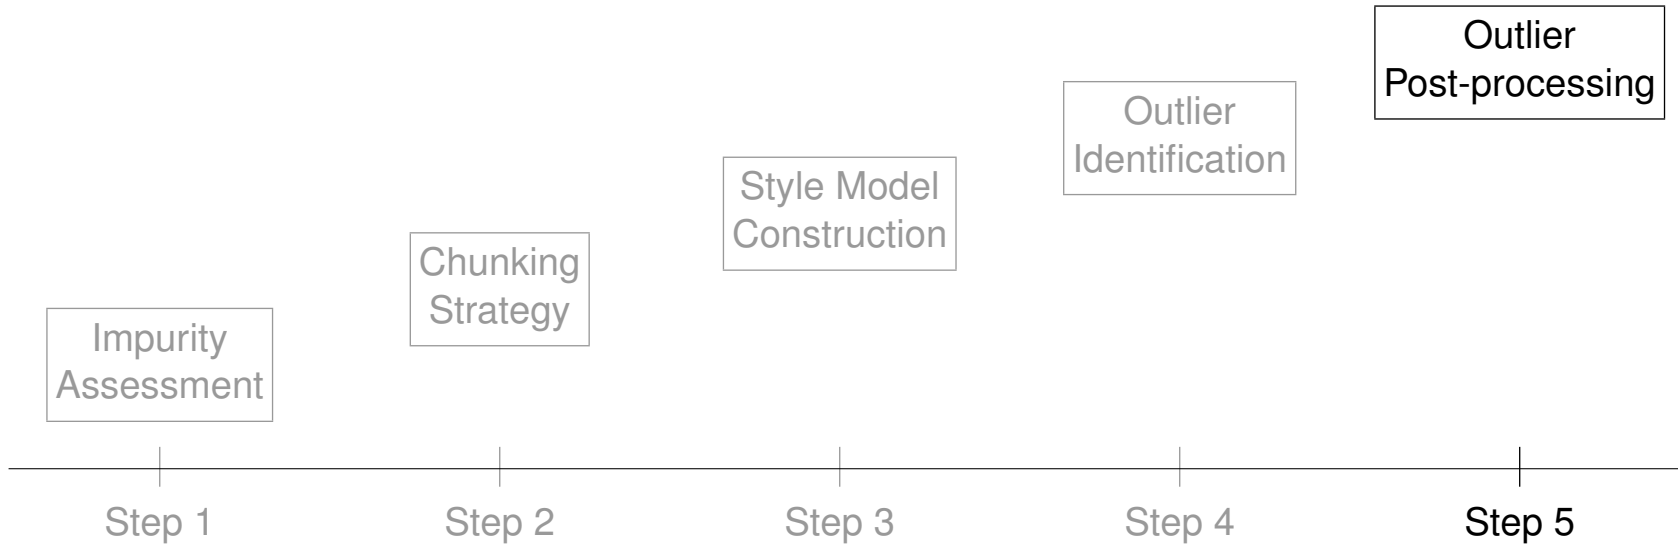 Outlier
Post-processing
Outlier
Identification
Style Model
Construction
Chunking
Strategy
Impurity
Assessment
Step 1
Step 2
Step 3
Step 4
Step 5